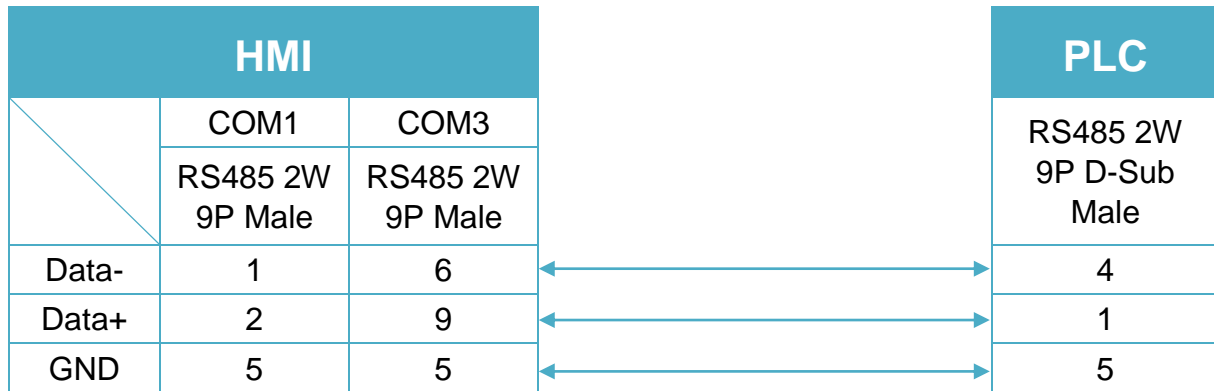 HMI
PLC
COM1 COM3
RS485 2W
9P Male
RS485 2W
9P Male
RS485 2W
9P D-Sub
Male
Data- 1 6 4
Data+ 2 9 1
GND 5 5 5